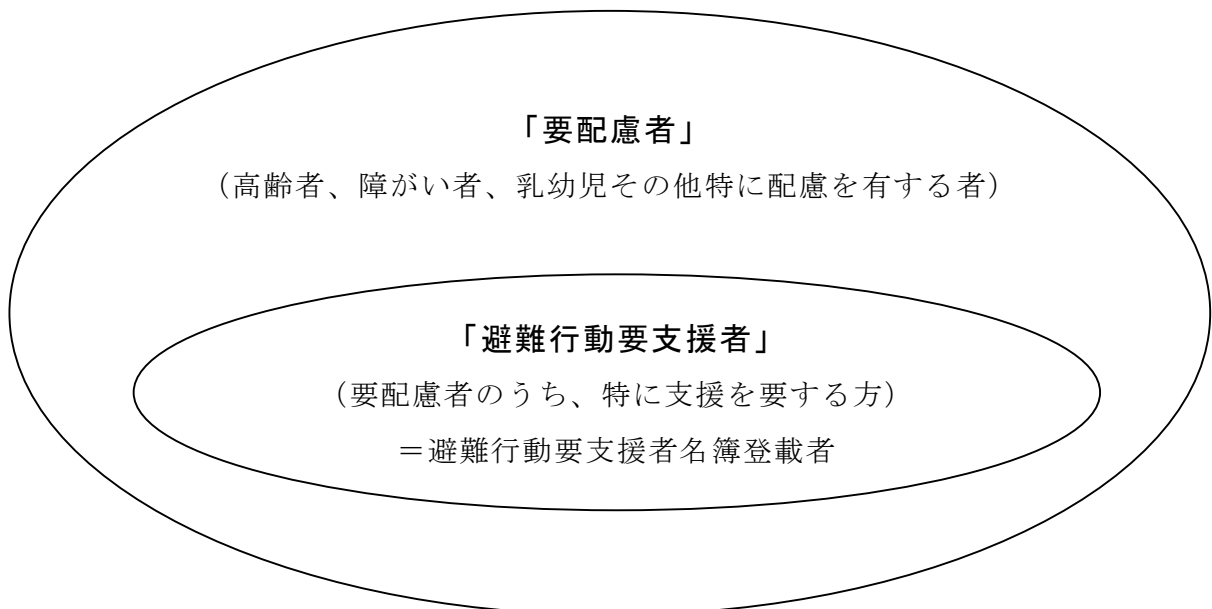 「要配慮者」
（高齢者、障がい者、乳幼児その他特に配慮を有する者）
「避難行動要支援者」
（要配慮者のうち、特に支援を要する方）
＝避難行動要支援者名簿登載者